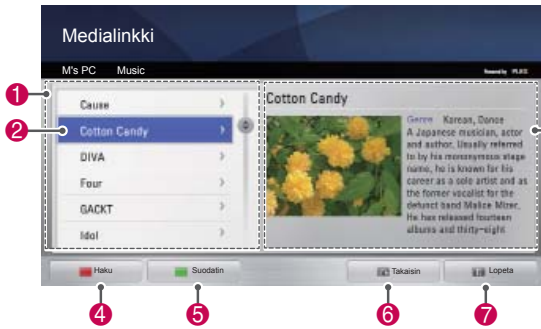 Medialinkki
M's PC Music
Powered by PLEX
1
Cause
Cotton Candy
2
Cotton Candy
DIVA
Four
GACKT
Idol
Genre Korean, Dance
A Japanese musician, actor
and author. Usually referred
to by his mononymous stage
name, he is known for his
career as a solo artist and as
the former vocalist for the
defunct band Malice Mizer.
He has released fourteen
albums and thirty-eight
Haku
Suodatin
Takaisin
Lopeta
4
5
6
7